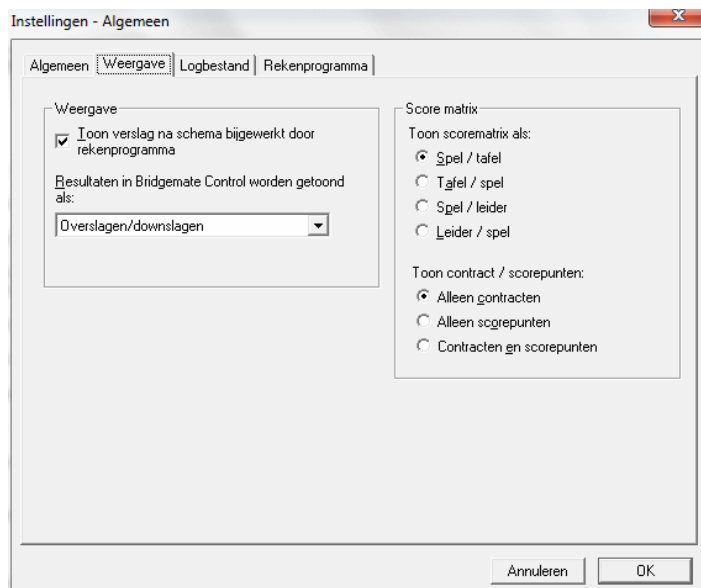 Instellingen - Algemeen
x
Algemeen Weergave Logbestand Rekenprogramma
Weergave
Toon verslag na schema bijgewerkt door
rekenprogramma
Resultaten in Bridgemate Control worden getoond
als:
Overslagen/downslagen
Score matrix
Toon scorematrix als:
Spel / tafel
Tafel / spel
Spel / leider
Leider / spel
Toon contract / scorepunten:
Alleen contracten
Alleen scorepunten
Contracten en scorepunten
Annuleren OK